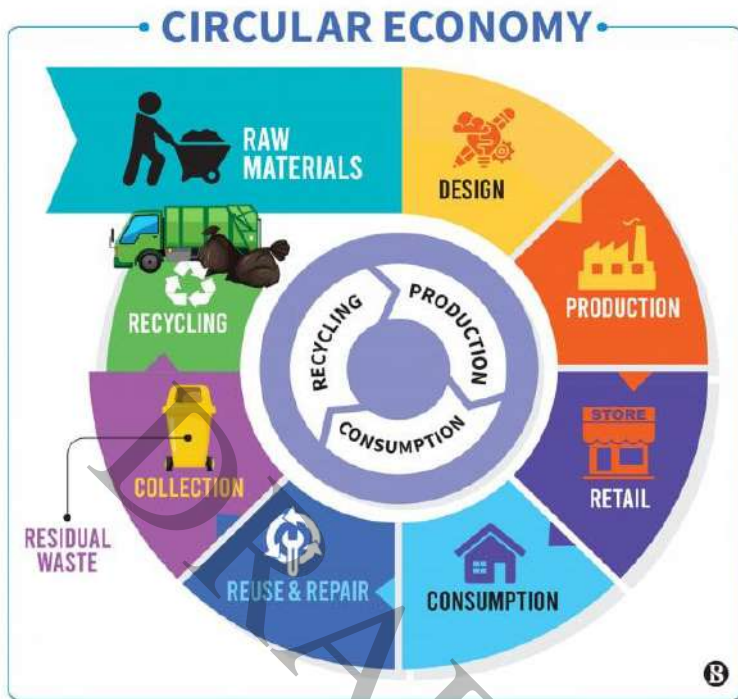 CIRCULAR ECONOMY
RAW
MATERIALS
DESIGN
PRODUCTION
STORE
RETAIL
CONSUMPTION
REUSE & REPAIR
COLLECTION
RESIDUAL
WASTE
RECYCLING
RECYCLING
PRODUCTION
CONSUMPTION